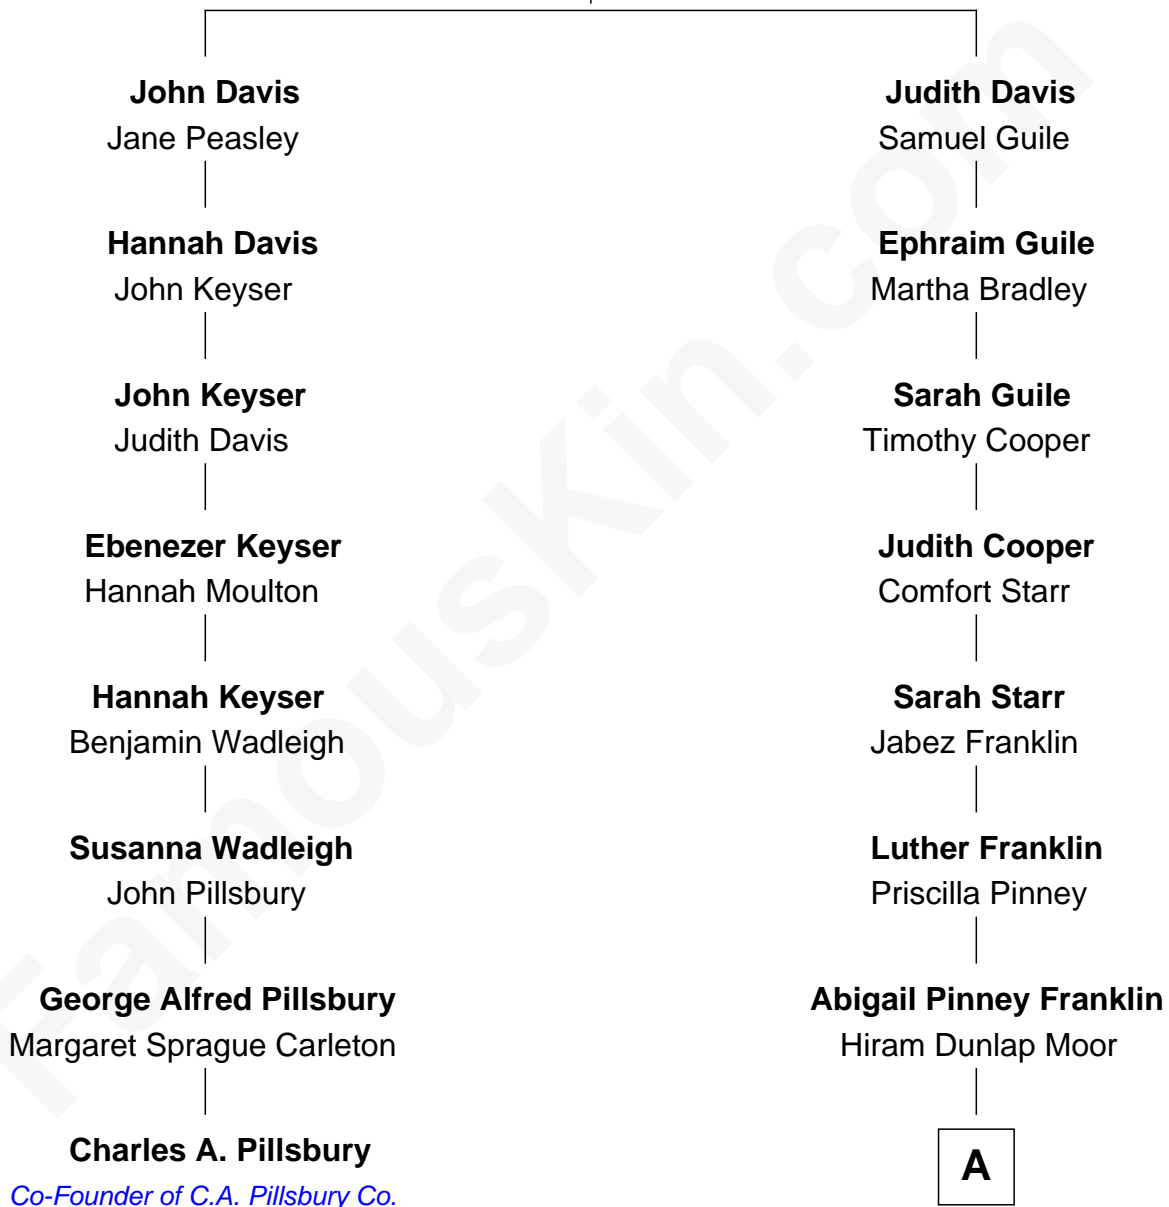 John Davis
Jane Peasley
Hannah Davis
John Keyser
John Keyser
Judith Davis
Ebenezer Keyser
Hannah Moulton
Hannah Keyser
Benjamin Wadleigh
Susanna Wadleigh
John Pillsbury
George Alfred Pillsbury
Margaret Sprague Carleton
Charles A. Pillsbury
Co-Founder of C.A. Pillsbury Co.
Judith Davis
Samuel Guile
Ephraim Guile
Martha Bradley
Sarah Guile
Timothy Cooper
Judith Cooper
Comfort Starr
Sarah Starr
Jabez Franklin
Luther Franklin
Priscilla Pinney
Abigail Pinney Franklin
Hiram Dunlap Moor
A
FamousKin.com